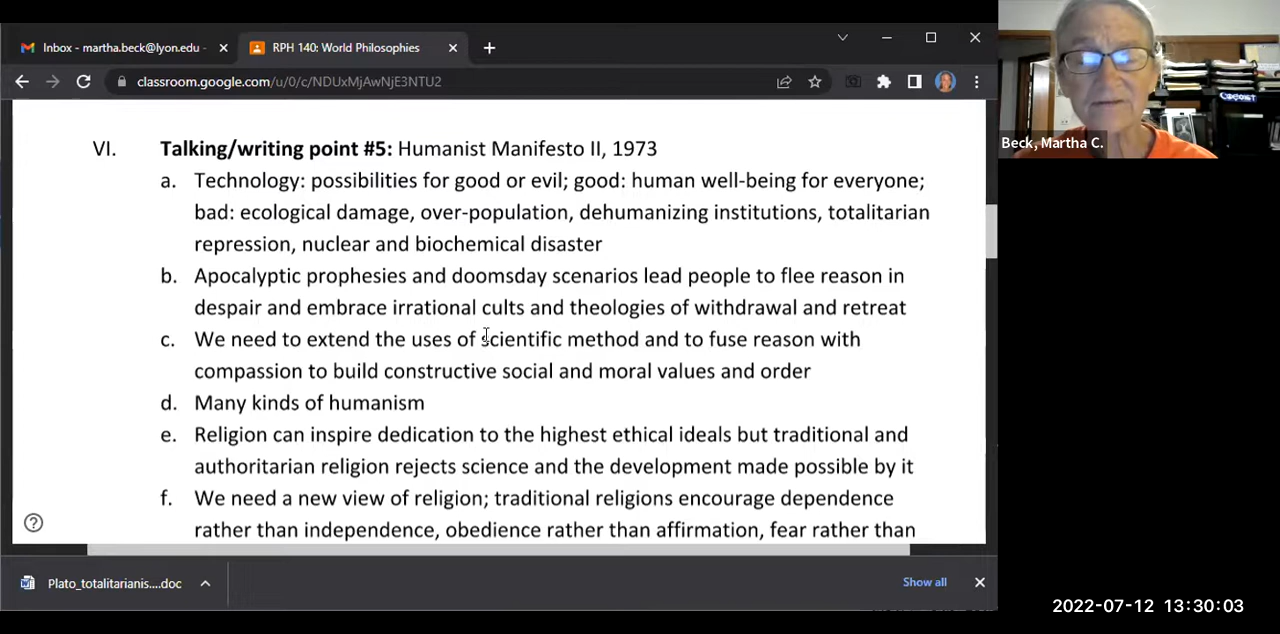 Inbox - martha.beck@lyon.edu -
RPH 140: World Philosophies
classroom.google.com/u/0/c/NDUxMjAwNjE3NTU2
Beck, Martha C.
VI. Talking/writing point #5: Humanist Manifesto II, 1973
a. Technology: possibilities for good or evil; good: human well-being for everyone;
bad: ecological damage, over-population, dehumanizing institutions, totalitarian
repression, nuclear and biochemical disaster
b. Apocalyptic prophesies and doomsday scenarios lead people to flee reason in
despair and embrace irrational cults and theologies of withdrawal and retreat
c. We need to extend the uses of scientific method and to fuse reason with
compassion to build constructive social and moral values and order
d. Many kinds of humanism
e. Religion can inspire dedication to the highest ethical ideals but traditional and
authoritarian religion rejects science and the development made possible by it
f. We need a new view of religion; traditional religions encourage dependence
rather than independence, obedience rather than affirmation, fear rather than
Plato_totalitarianis....doc
Show all
2022-07-12 13:30:03